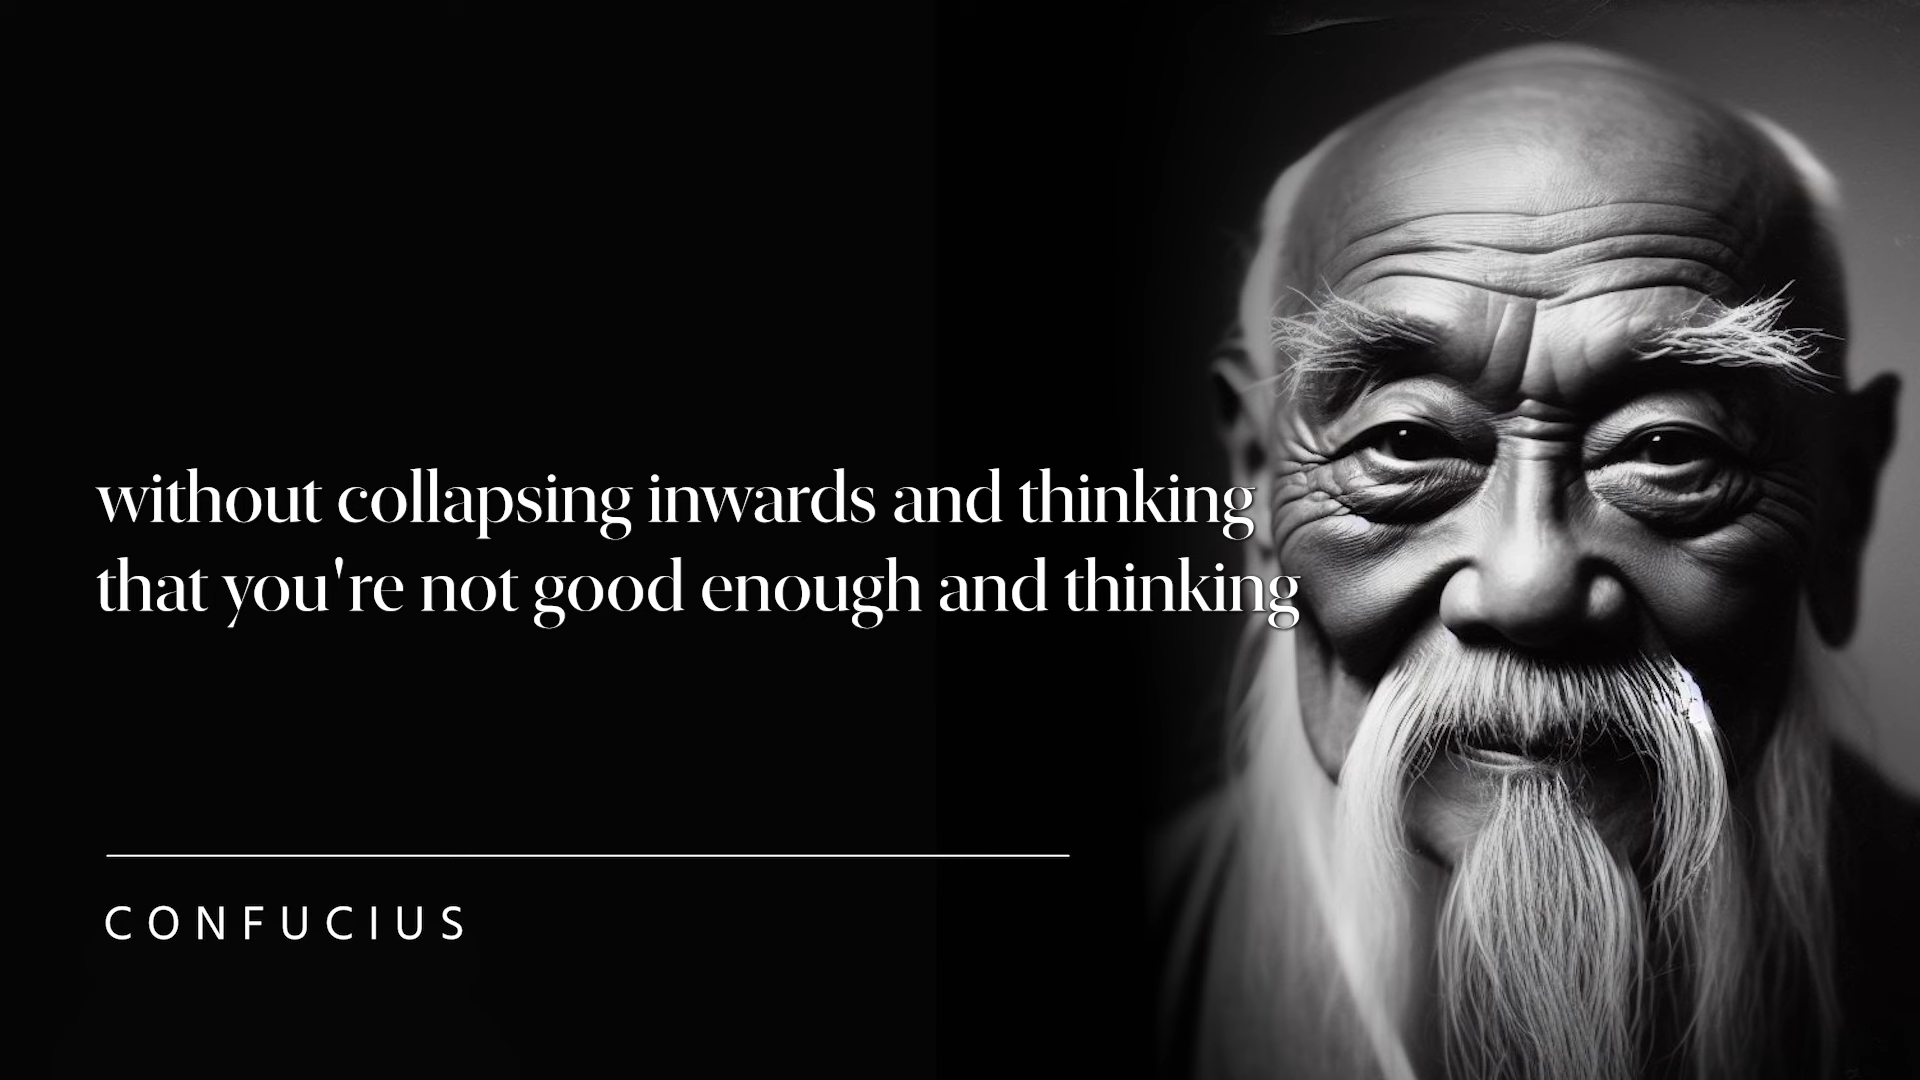 without collapsing inwards and thinking
that you're not good enough and thinking
CONFUCIUS